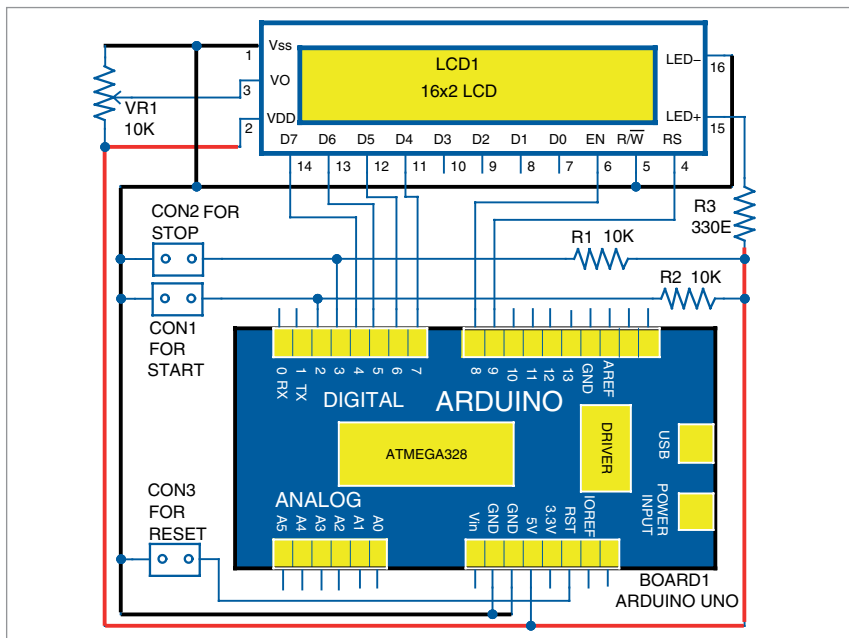 Vss
1
LED–
16
LCD1
16x2 LCD
VO
3
VR1
10K
VDD
2
LED+
15
D7 D6 D5 D4 D3 D2 D1 D0 EN R/W RS
14 13 12 11 10 9 8 7 6 5 4
CON2 FOR
STOP
R3
330E
R1 10K
R2 10K
CON1
FOR
START
0 RX
1 TX
2
3
4
5
6
7
8
9
10
11
12
13
GND
AREF
DIGITAL
ARDUINO
ATMEGA328
DRIVER
USB
POWER
INPUT
CON3
FOR
RESET
ANALOG
A5
A4
A3
A2
A1
A0
Vin
GND
GND
5V
3.3V
RST
IOREF
BOARD1
ARDUINO UNO